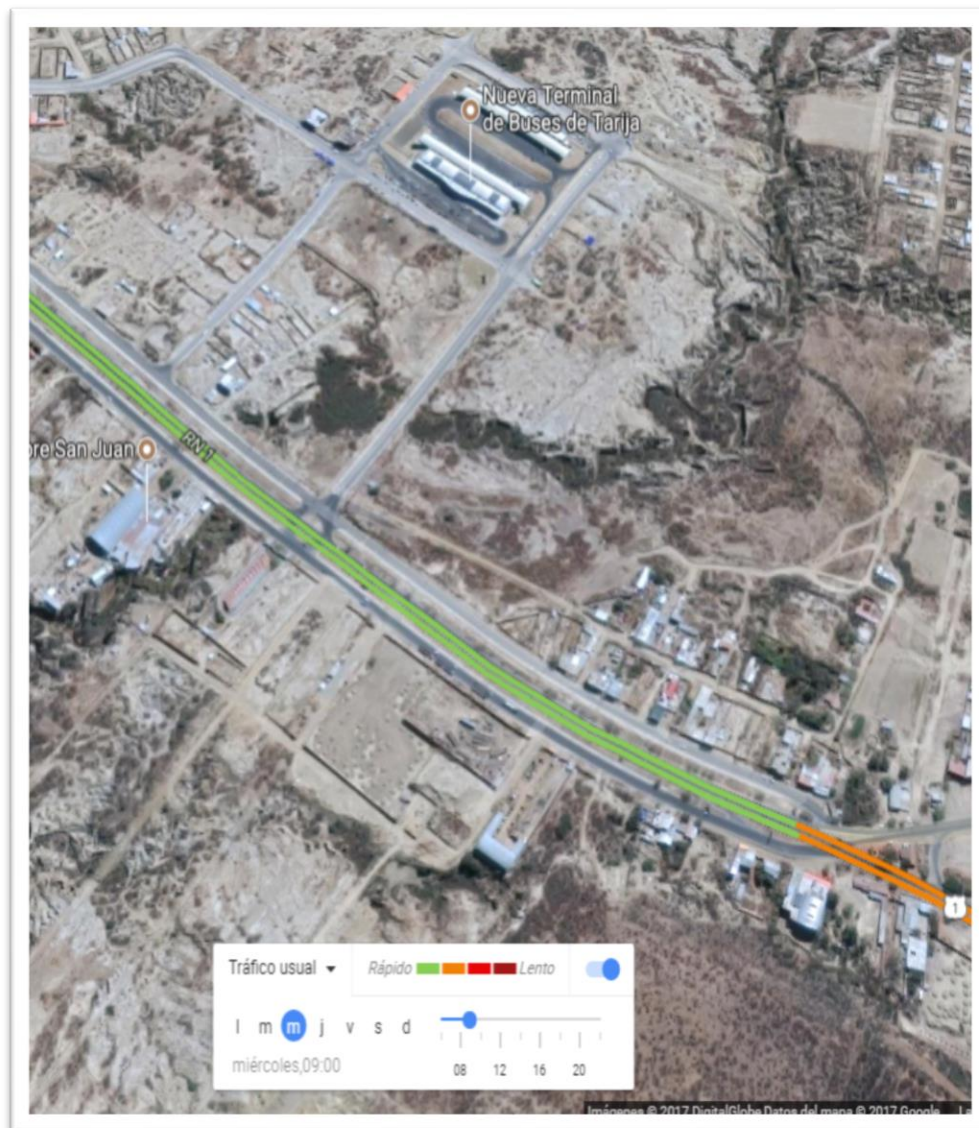 Nueva Terminal
de Buses de Tarija
RN 1
bre San Juan
1
Tráfico usual
Rápido
Lento
l m m j v s d
miércoles,09:00
08 12 16 20
Imágenes © 2017 DigitalGlobe Datos del mapa © 2017 Google